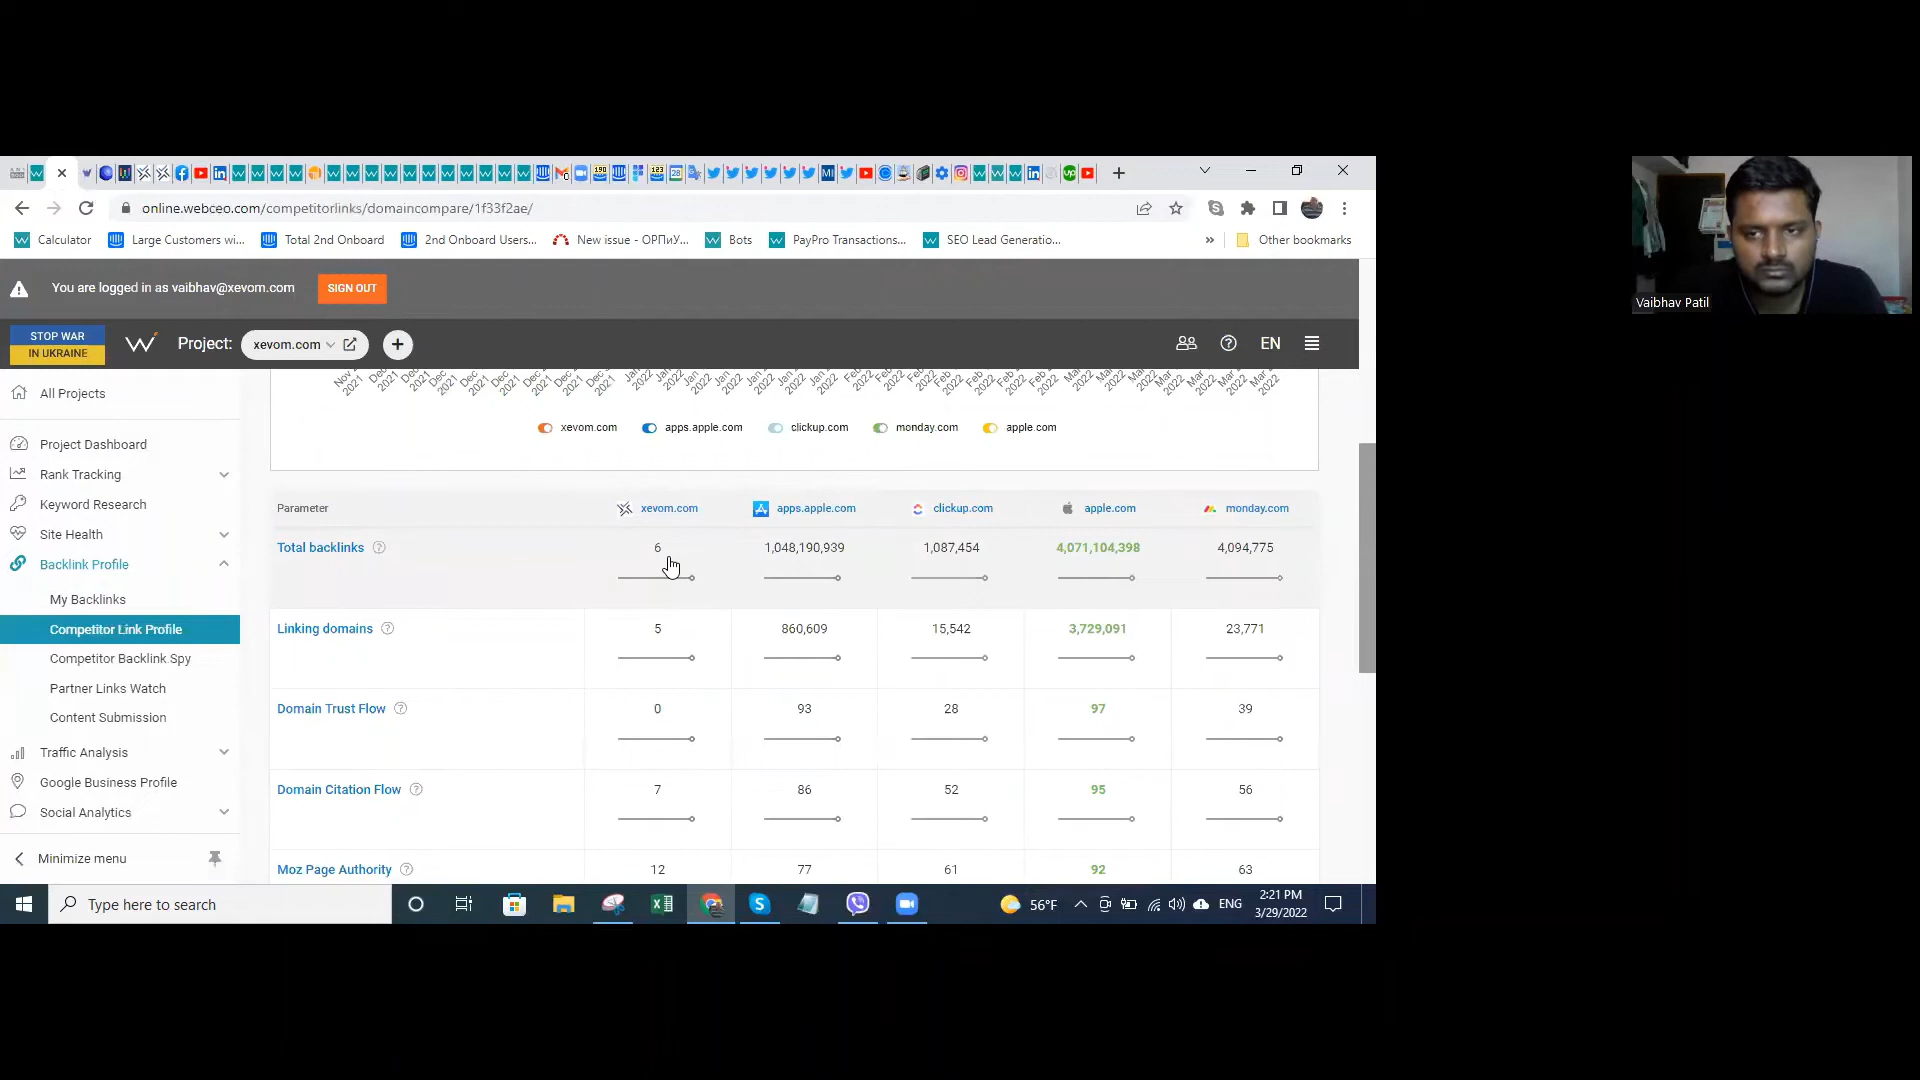 online.webceo.com/competitorlinks/domaincompare/1f33f2ae/
Calculator
Large Customers wi...
Total 2nd Onboard
2nd Onboard Users...
New issue - ОРПиУ...
Bots
PayPro Transactions...
SEO Lead Generatio...
»
Other bookmarks
You are logged in as vaibhav@xevom.com
SIGN OUT
STOP WAR
IN UKRAINE
Project:
xevom.com
+
EN
All Projects
Project Dashboard
Rank Tracking
Keyword Research
Site Health
Backlink Profile
My Backlinks
Competitor Link Profile
Competitor Backlink Spy
Partner Links Watch
Content Submission
Traffic Analysis
Google Business Profile
Social Analytics
Minimize menu
xevom.com apps.apple.com clickup.com monday.com apple.com
Parameter xevom.com apps.apple.com clickup.com apple.com monday.com
Total backlinks 6 1,048,190,939 1,087,454 4,071,104,398 4,094,775
Linking domains 5 860,609 15,542 3,729,091 23,771
Domain Trust Flow 0 93 28 97 39
Domain Citation Flow 7 86 52 95 56
Moz Page Authority 12 77 61 92 63
Type here to search
56°F
ENG
2:21 PM
3/29/2022
Vaibhav Patil